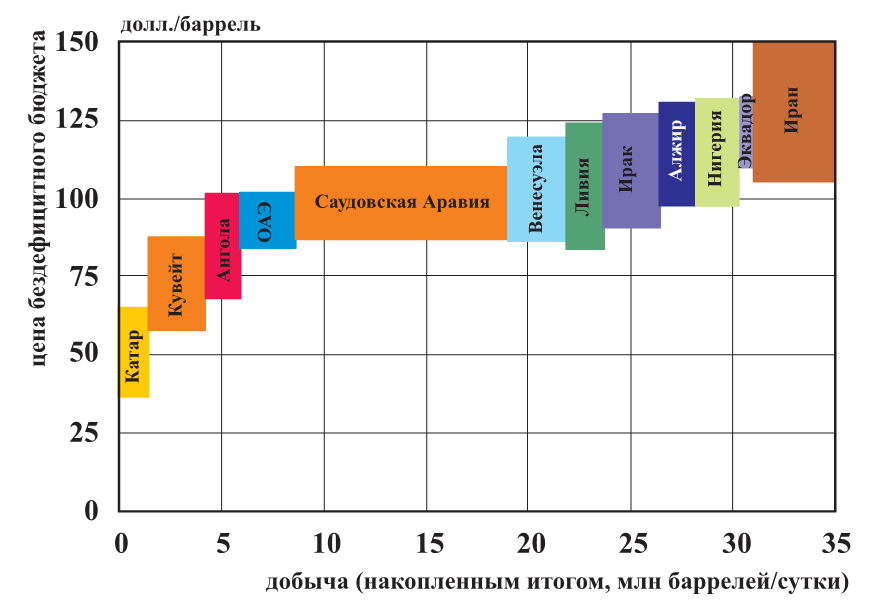 долл./баррель
цена бездефицитного бюджета
150
125
100
75
50
25
0
Катар
Кувейт
Ангола
ОАЭ
Саудовская Аравия
Венесуэла
Ливия
Ирак
Алжир
Нигерия
Эквадор
Иран
0 5 10 15 20 25 30 35
добыча (накопленным итогом, млн баррелей/сутки)